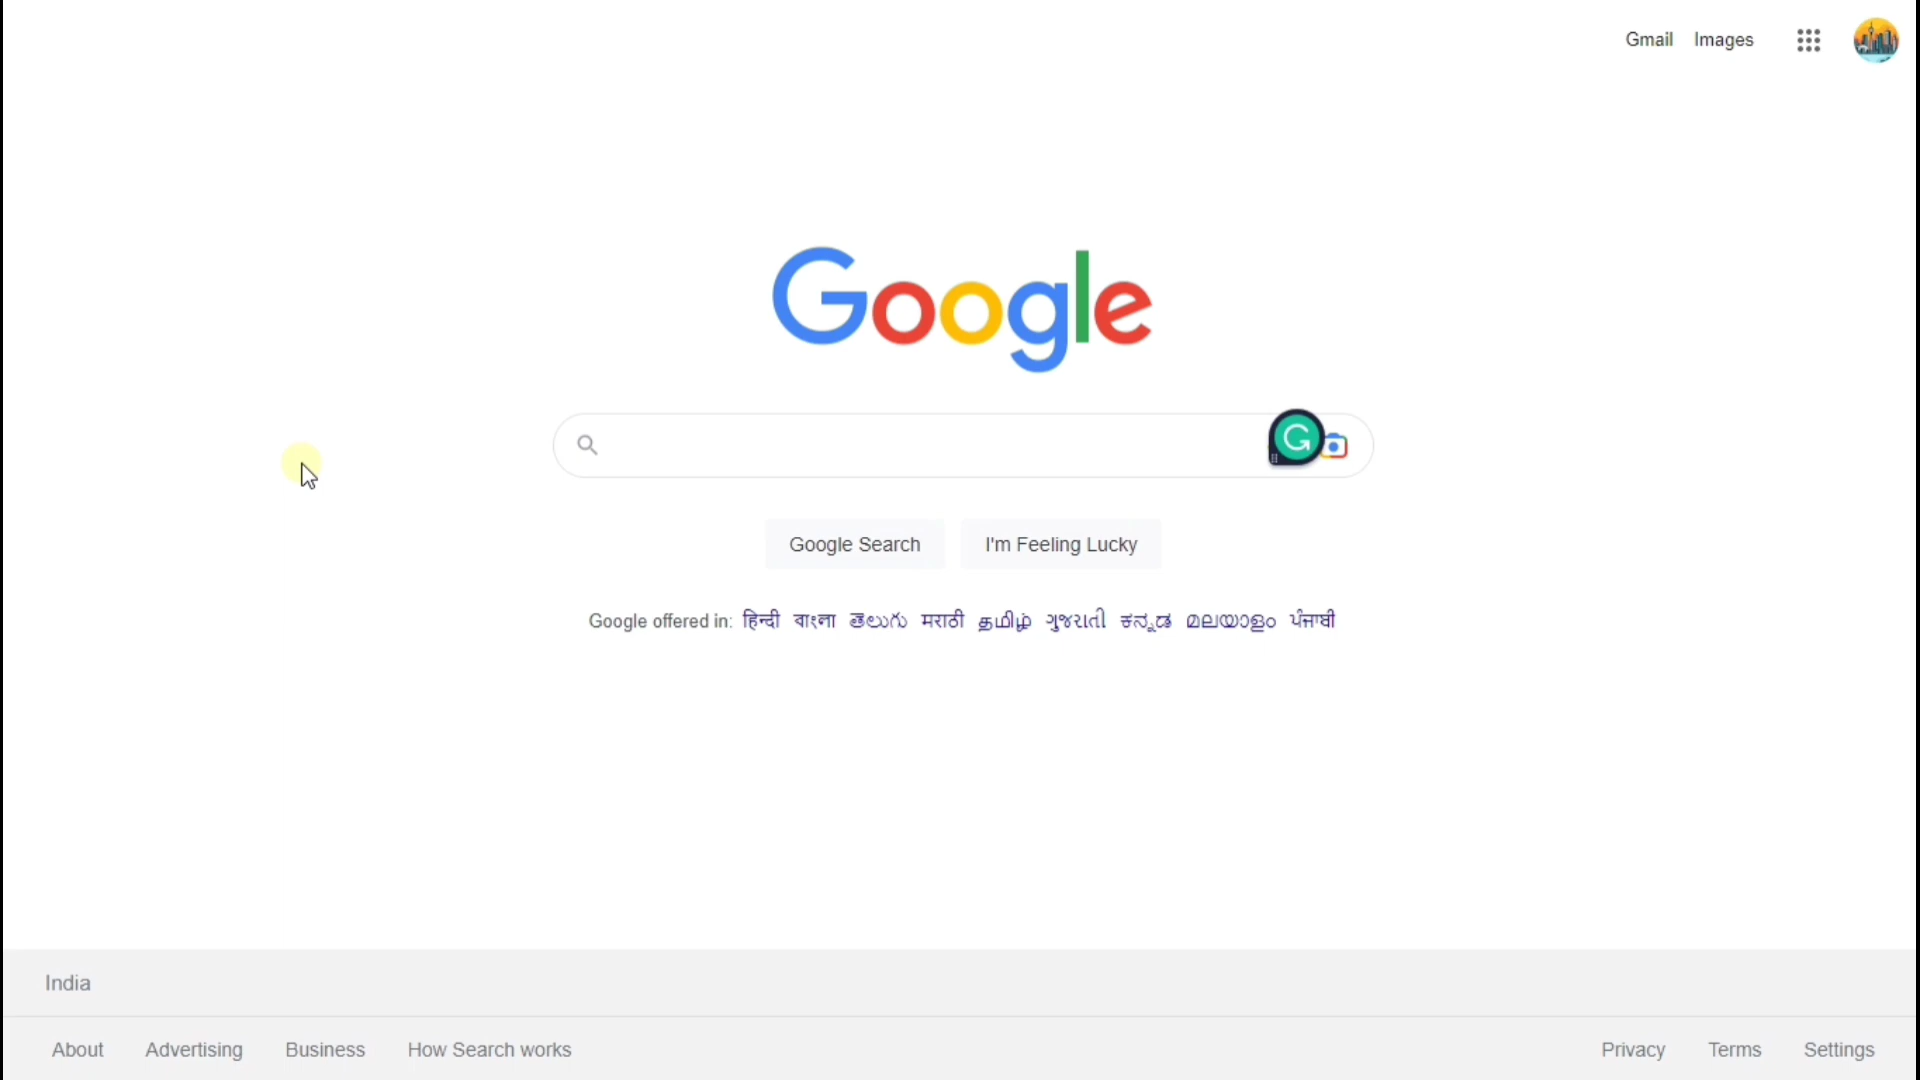 Gmail Images
Google
Google Search I'm Feeling Lucky
Google offered in: हिन्दी বাংলা తెలుగు मराठी தமிழ் ગુજરાતી ಕನ್ನಡ മലയാളം ਪੰਜਾਬੀ
India
About Advertising Business How Search works Privacy Terms Settings